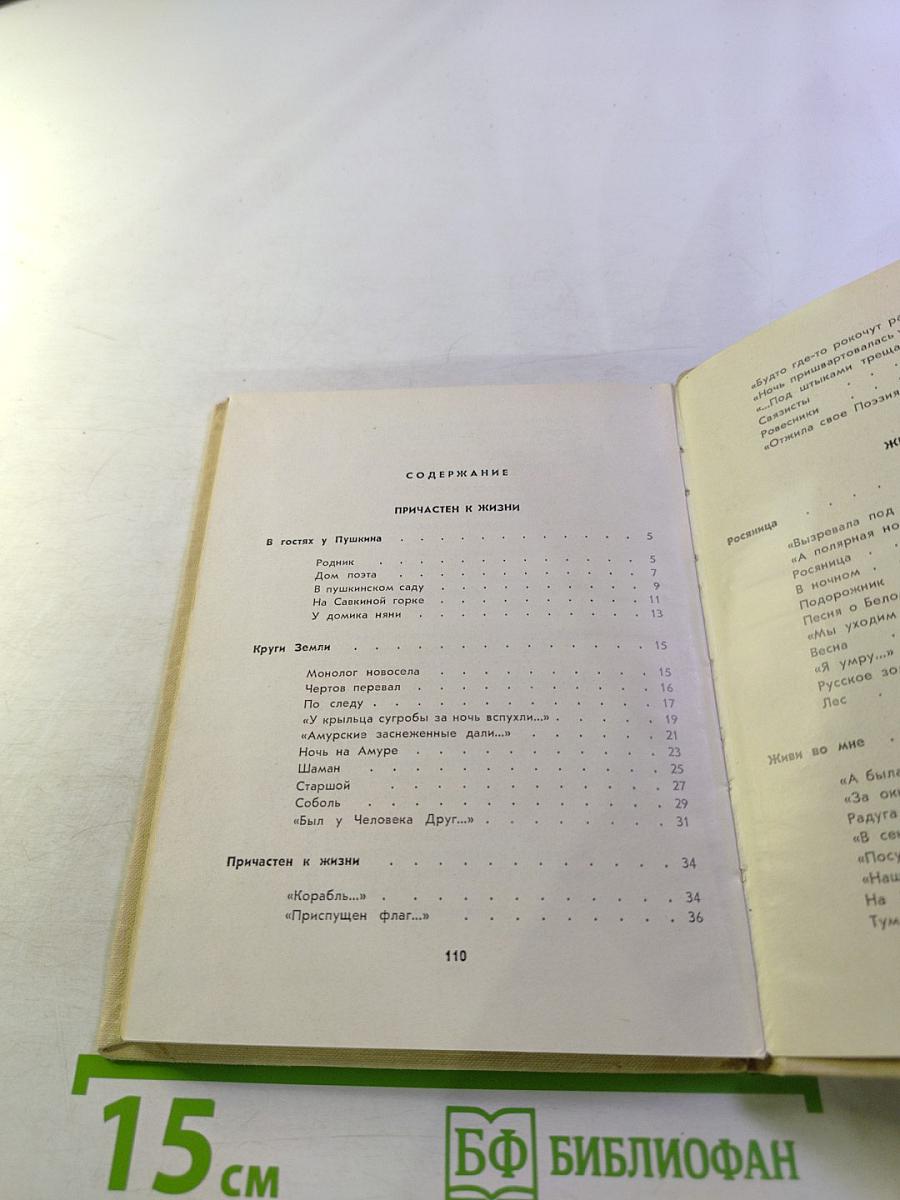 СОДЕРЖАНИЕ
ПРИЧАСТЕН К ЖИЗНИ
В гостях у Пушкина . . . . . . . . . . . 5
Родник . . . . . . . . . . . 5
Дом поэта . . . . . . . . . . 7
В пушкинском саду . . . . . . . . 9
На Савкиной горке . . . . . . . . 11
У домика няни . . . . . . . . . 13
Круги Земли . . . . . . . . . . . . . 15
Монолог новосела . . . . . . . . 15
Чертов перевал . . . . . . . . . 16
По следу . . . . . . . . . . . 17
«У крыльца сугробы за ночь вспухли...» . . . . 19
«Амурские заснеженные дали...» . . . . . 21
Ночь на Амуре . . . . . . . . . 23
Шаман . . . . . . . . . . . 25
Старшой . . . . . . . . . . . 27
Соболь . . . . . . . . . . . 29
«Был у Человека Друг...» . . . . . . . 31
Причастен к жизни . . . . . . . . . . . 34
«Корабль...» . . . . . . . . . . . 34
«Приспущен флаг...» . . . . . . . . . 36
110
«Будто где-то рокочут
«Ночь пришвартовалась
«...Под штыками
Связисты . . .
Ровесники . .
«Отжила свое Поэзия
Росяница . . . .
«Вызревала под
«А полярная
Росяница . .
В ночном .
Подорожник
Песня о
«Мы уходим
Весна .
«Я умру...»
Русское
Лес .
Живи во мне .
«А была
«За
Радуга
«В
На
15 см
БФ БИБЛИОФАН